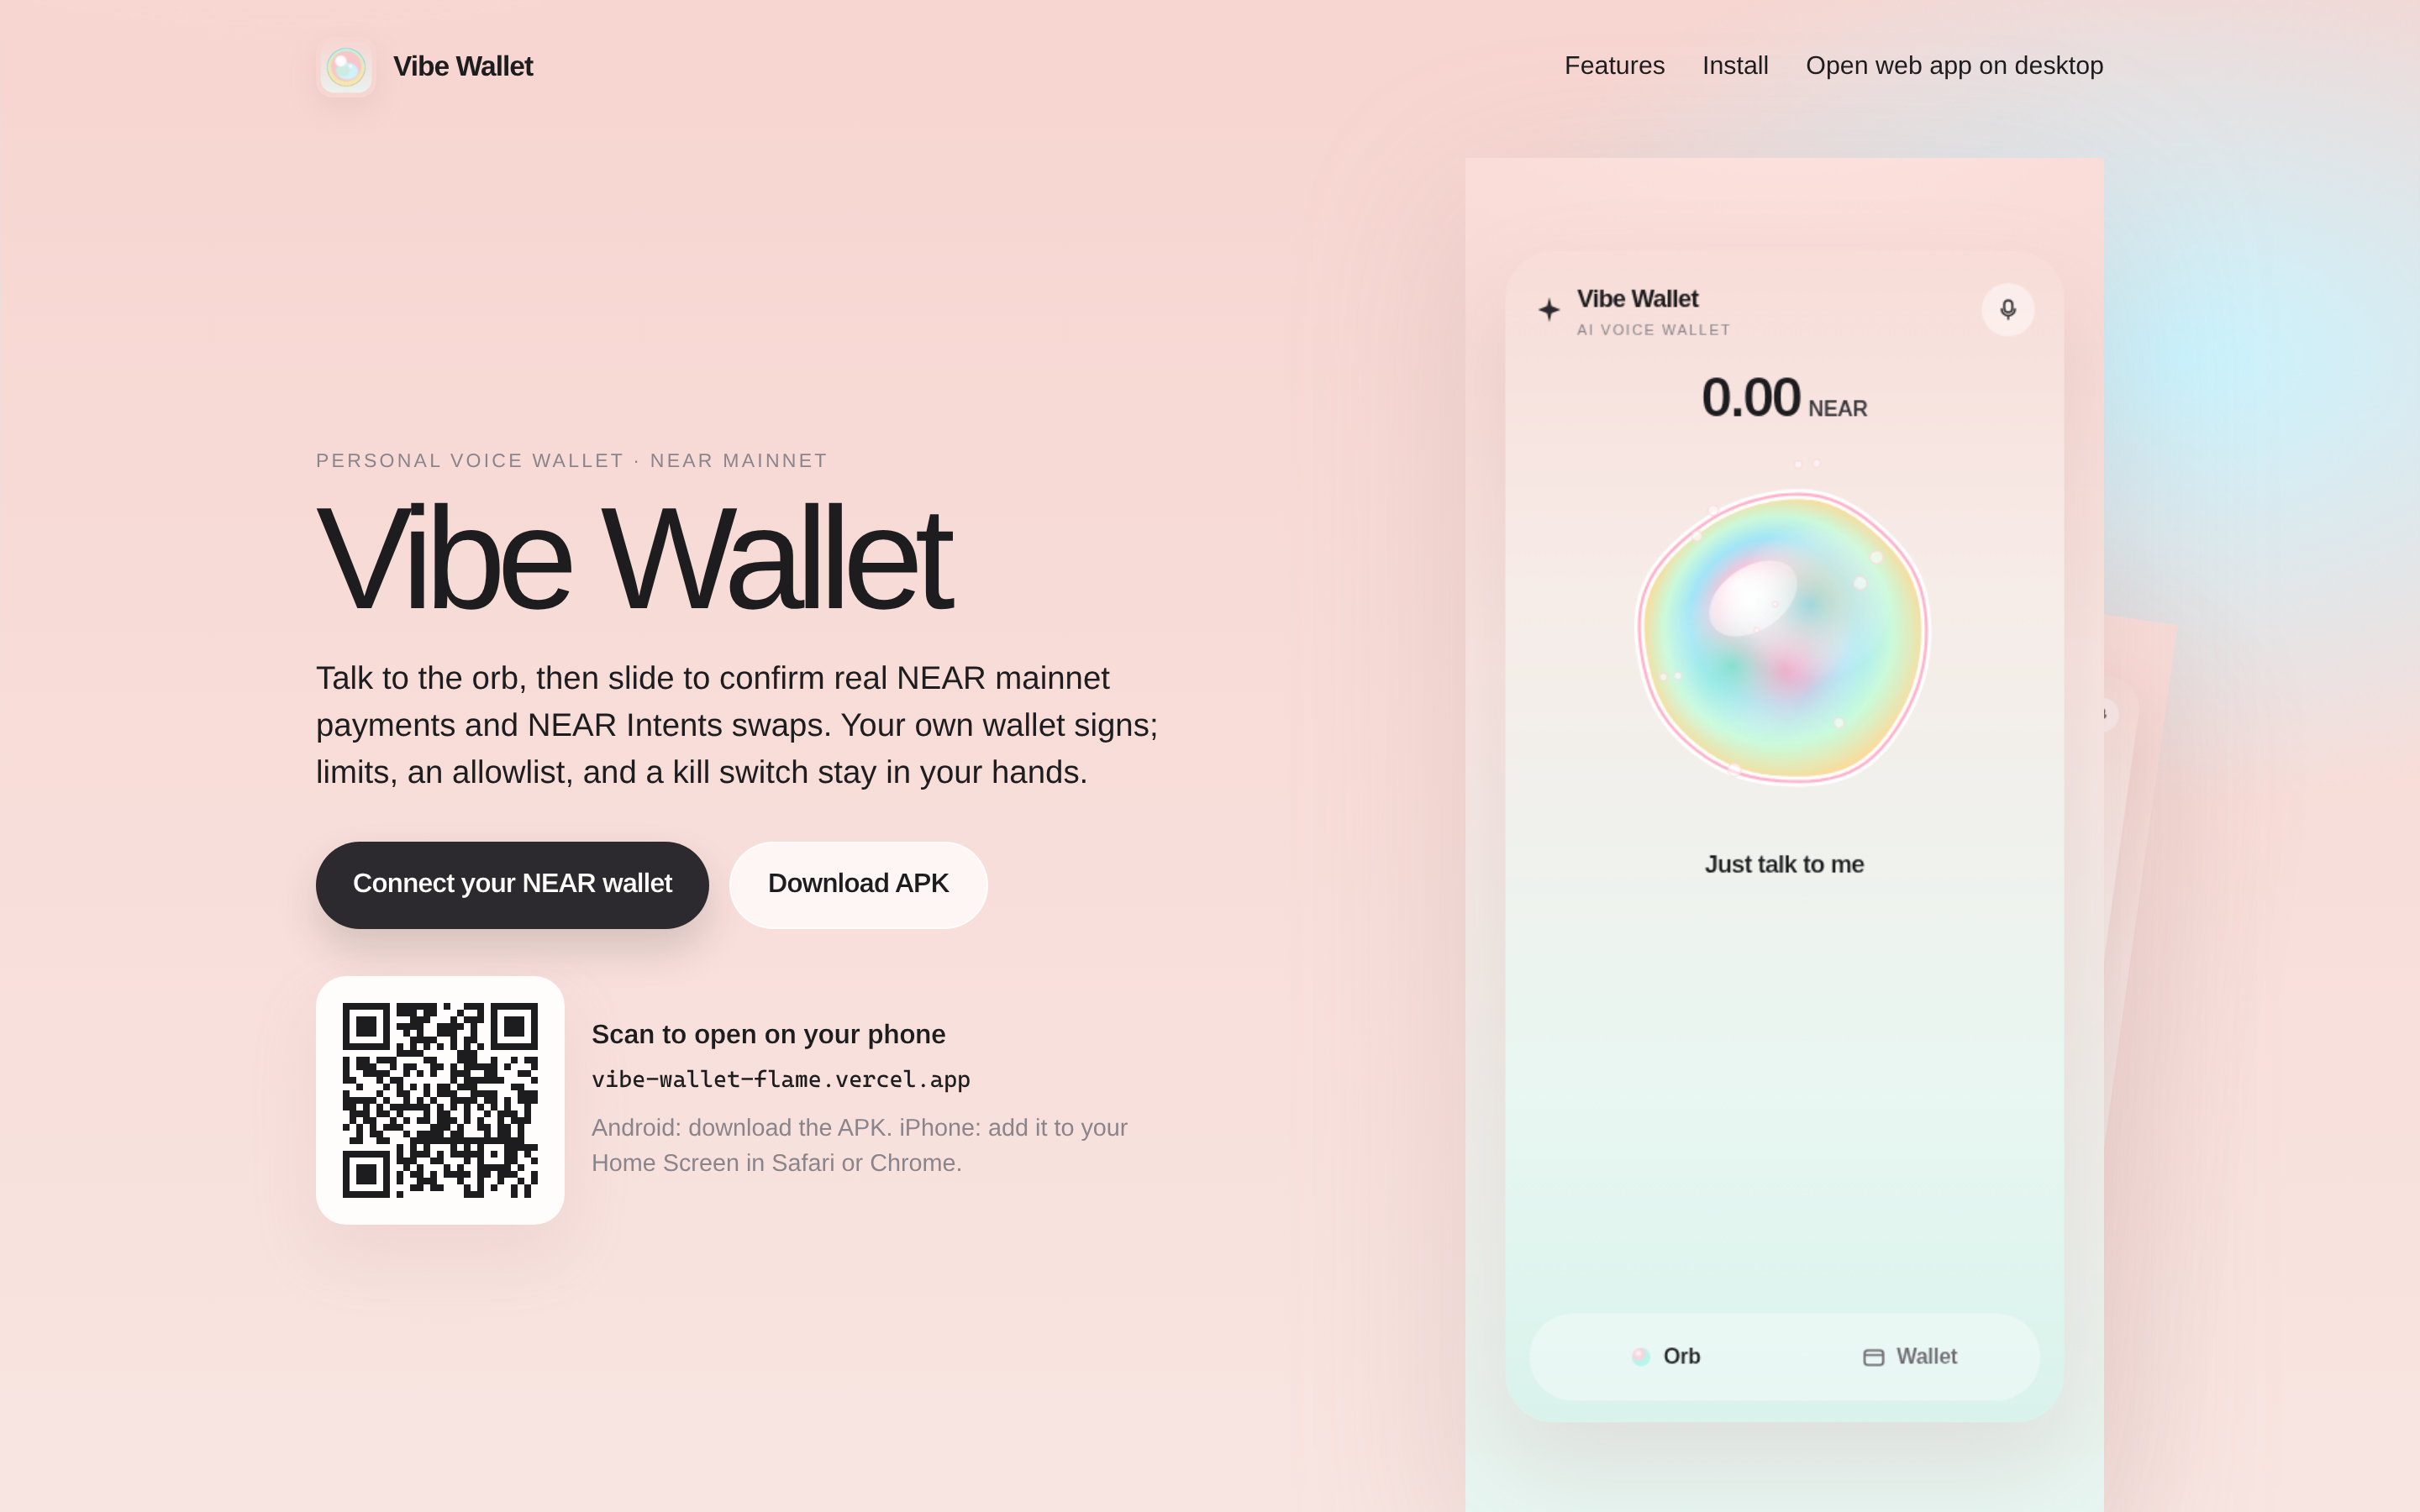 Vibe Wallet
Features
Install
Open web app on desktop
PERSONAL VOICE WALLET · NEAR MAINNET
Vibe Wallet
Talk to the orb, then slide to confirm real NEAR mainnet
payments and NEAR Intents swaps. Your own wallet signs;
limits, an allowlist, and a kill switch stay in your hands.
Connect your NEAR wallet
Download APK
Scan to open on your phone
vibe-wallet-flame.vercel.app
Android: download the APK. iPhone: add it to your
Home Screen in Safari or Chrome.
Vibe Wallet
AI VOICE WALLET
0.00 NEAR
Just talk to me
Orb
Wallet